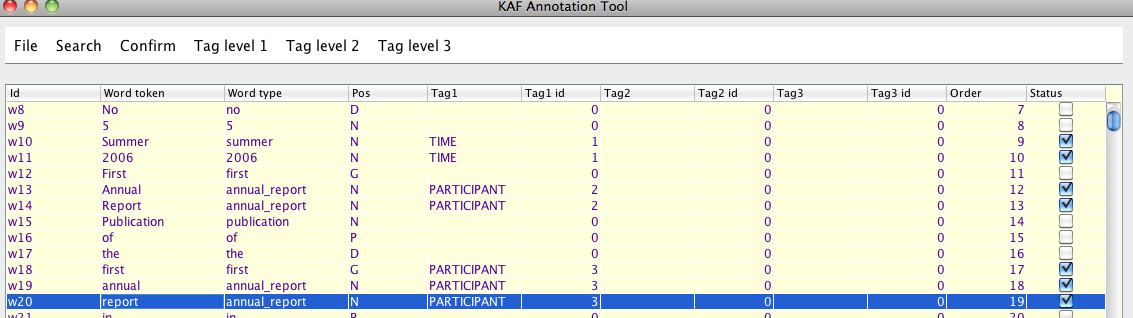 KAF Annotation Tool
File Search Confirm Tag level 1 Tag level 2 Tag level 3
Id Word token Word type Pos Tag1 Tag1 id Tag2 Tag2 id Tag3 Tag3 id Order Status
w8 No no D 0 0 0 7
w9 5 5 N 0 0 0 8
w10 Summer summer N TIME 1 0 0 9
w11 2006 2006 N TIME 1 0 0 10
w12 First first G 0 0 0 11
w13 Annual annual_report N PARTICIPANT 2 0 0 12
w14 Report annual_report N PARTICIPANT 2 0 0 13
w15 Publication publication N 0 0 0 14
w16 of of P 0 0 0 15
w17 the the D 0 0 0 16
w18 first first G PARTICIPANT 3 0 0 17
w19 annual annual_report N PARTICIPANT 3 0 0 18
w20 report annual_report N PARTICIPANT 3 0 0 19
w21 in in P 0 0 0 20